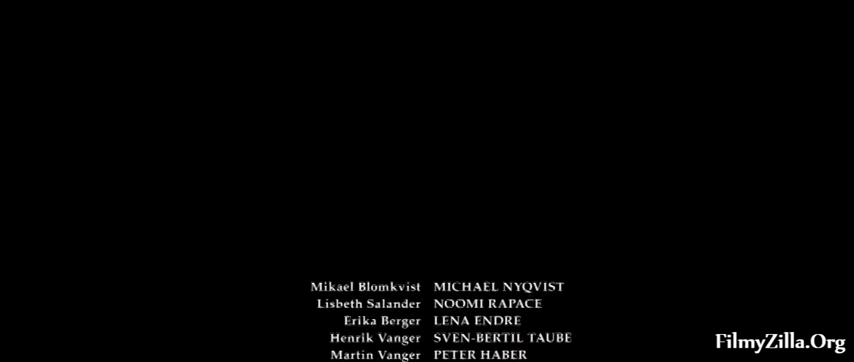 Mikael Blomkvist MICHAEL NYQVIST
Lisbeth Salander NOOMI RAPACE
Erika Berger LENA ENDRE
Henrik Vanger SVEN-BERTIL TAUBE
Martin Vanger PETER HABER
FilmyZilla.Org